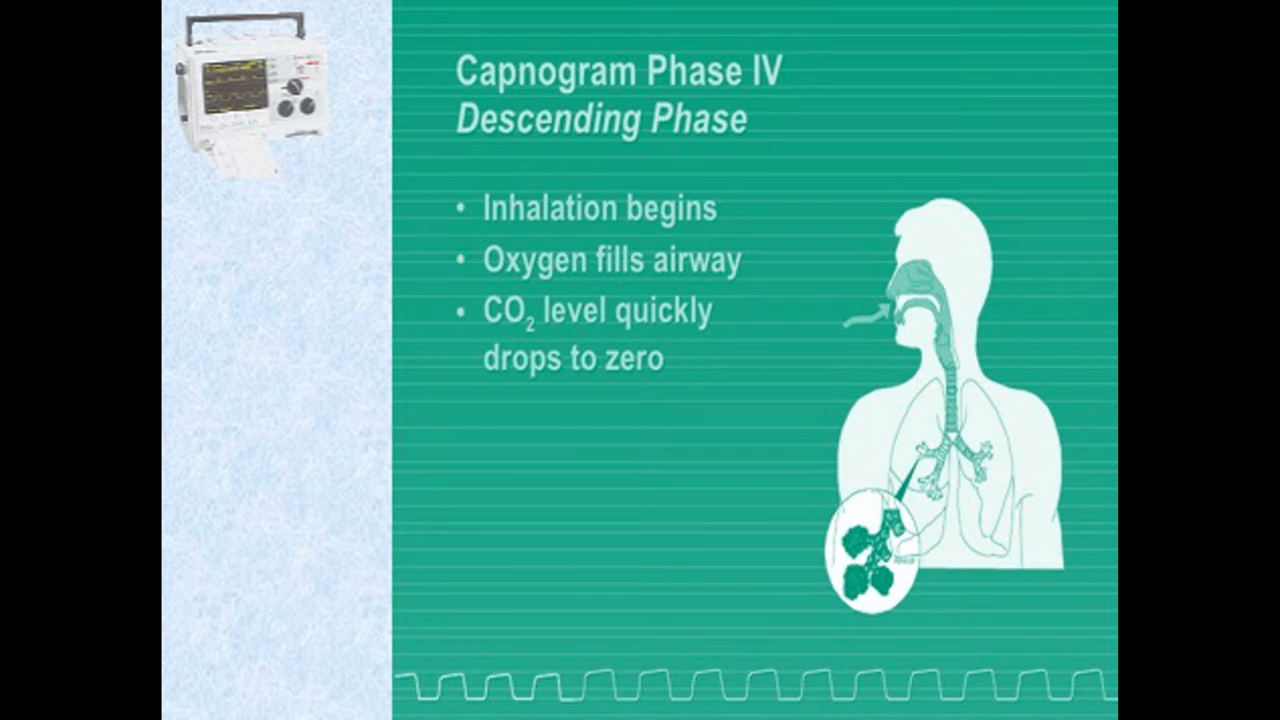 Capnogram Phase IV
Descending Phase
• Inhalation begins
• Oxygen fills airway
• CO₂ level quickly
drops to zero